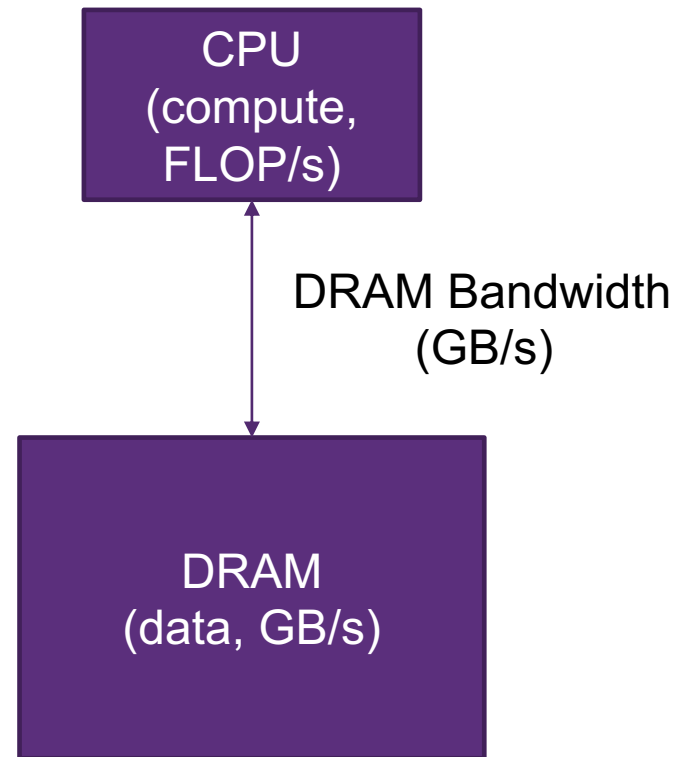 CPU
(compute,
FLOP/s)
DRAM Bandwidth
(GB/s)
DRAM
(data, GB/s)